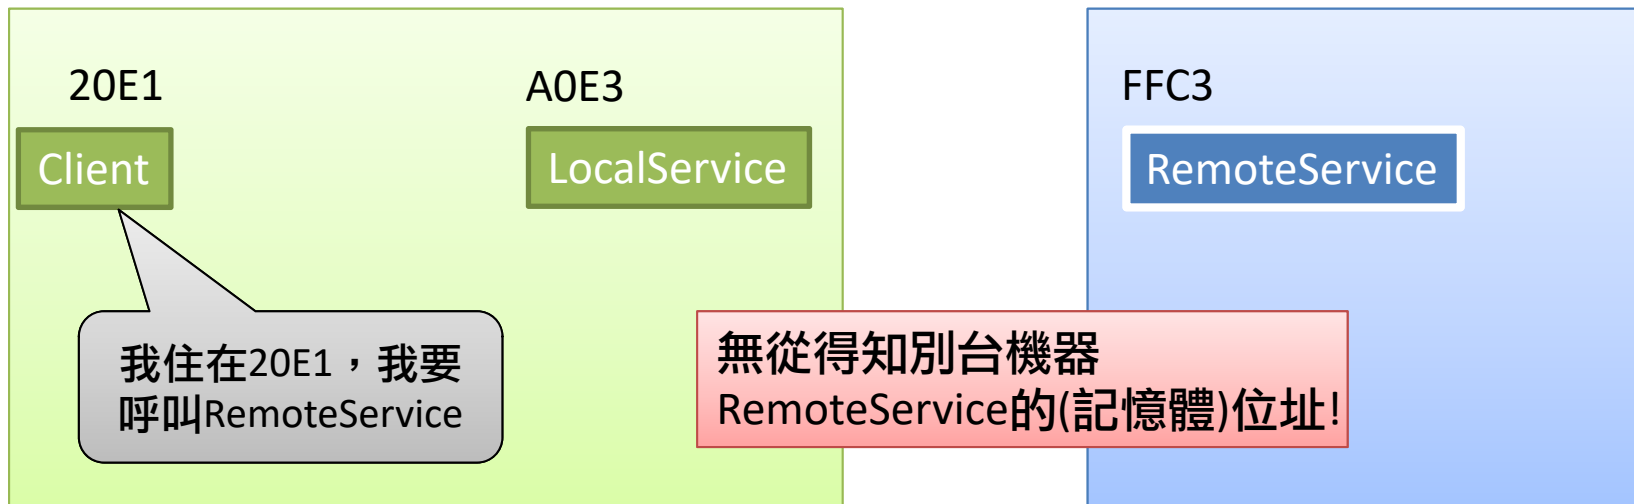 20E1
A0E3
FFC3
Client
LocalService
RemoteService
我住在20E1，我要
呼叫RemoteService
無從得知別台機器
RemoteService的(記憶體)位址!